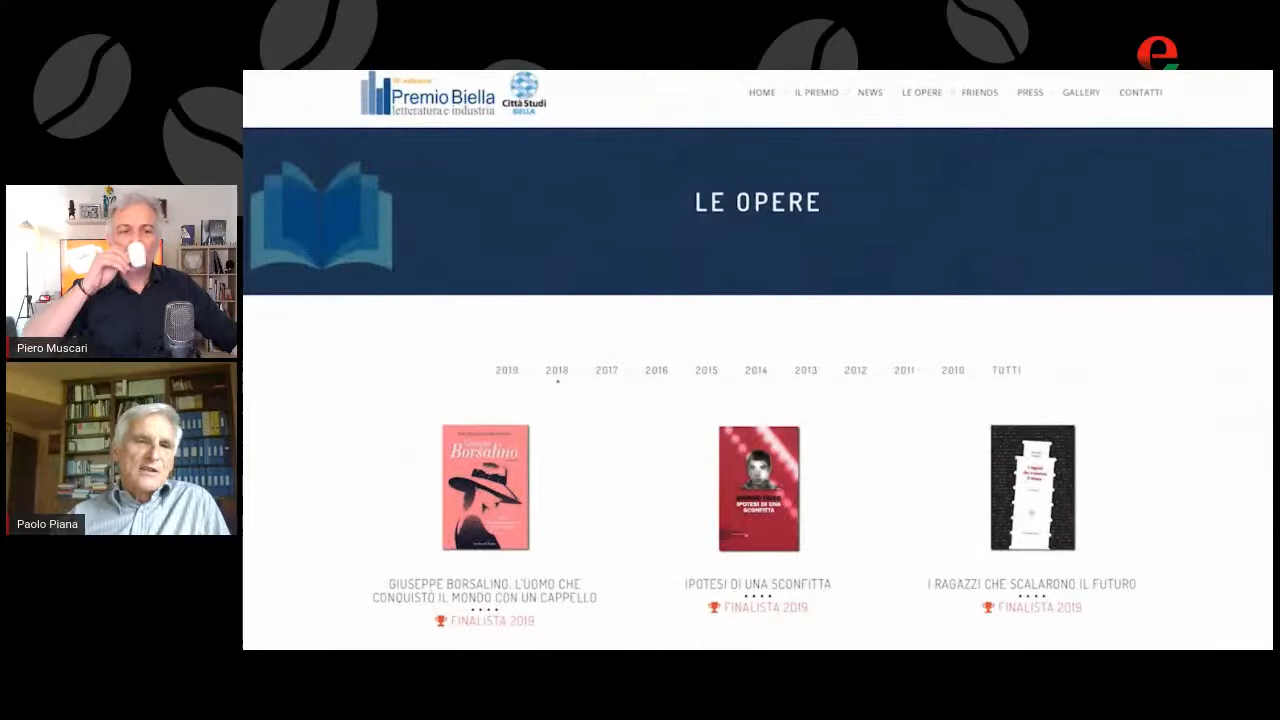 Premio Biella
letteratura e industria
Città Studi
BIELLA
HOME IL PREMIO NEWS LE OPERE FRIENDS PRESS GALLERY CONTATTI
LE OPERE
Piero Muscari
Paolo Piana
2019 2018 2017 2016 2015 2014 2013 2012 2011 2010 TUTTI
Borsalino
IPOTESI DI UNA
SCONFITTA
GIUSEPPE BORSALINO. L'UOMO CHE
CONQUISTÒ IL MONDO CON UN CAPPELLO
FINALISTA 2019
IPOTESI DI UNA SCONFITTA
FINALISTA 2019
I RAGAZZI CHE SCALARONO IL FUTURO
FINALISTA 2019